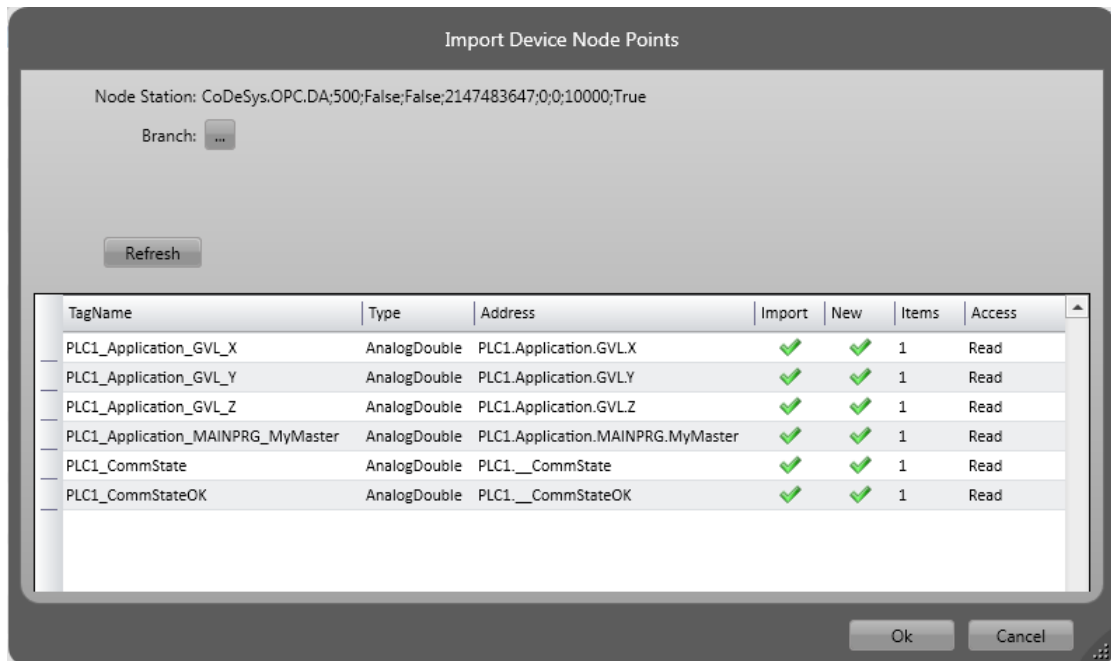 Import Device Node Points
Node Station: CoDeSys.OPC.DA;500;False;False;2147483647;0;0;10000;True
Branch: ...
Refresh
TagName Type Address Import New Items Access
PLC1_Application_GVL_X AnalogDouble PLC1.Application.GVL.X 1 Read
PLC1_Application_GVL_Y AnalogDouble PLC1.Application.GVL.Y 1 Read
PLC1_Application_GVL_Z AnalogDouble PLC1.Application.GVL.Z 1 Read
PLC1_Application_MAINPRG_MyMaster AnalogDouble PLC1.Application.MAINPRG.MyMaster 1 Read
PLC1_CommState AnalogDouble PLC1.__CommState 1 Read
PLC1_CommStateOK AnalogDouble PLC1.__CommStateOK 1 Read
Ok Cancel